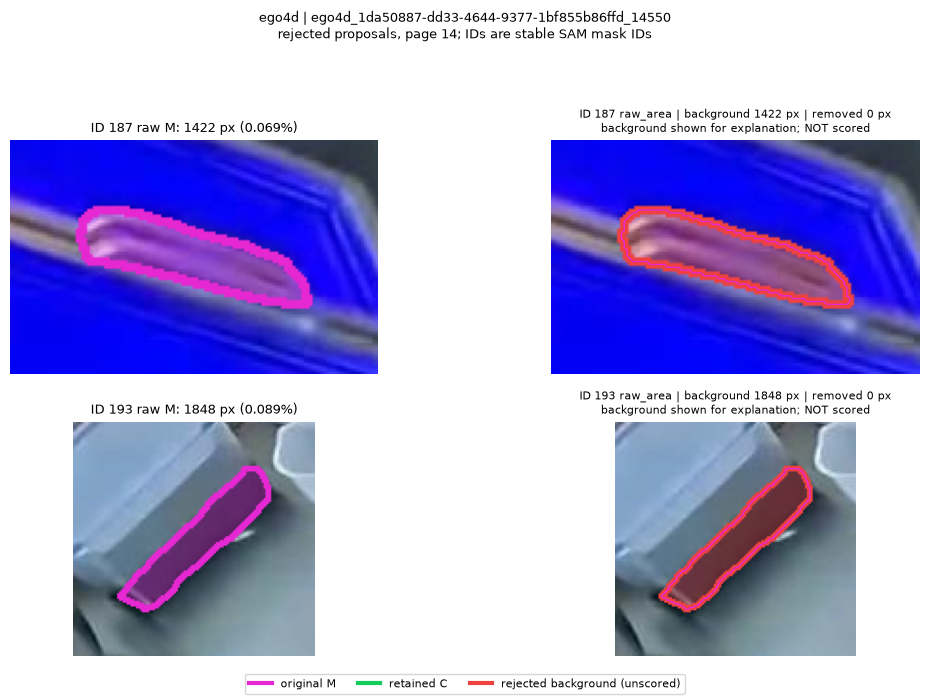 ego4d | ego4d_1da50887-dd33-4644-9377-1bf855b86ffd_14550
rejected proposals, page 14; IDs are stable SAM mask IDs
ID 187 raw M: 1422 px (0.069%)
ID 187 raw_area | background 1422 px | removed 0 px
background shown for explanation; NOT scored
ID 193 raw M: 1848 px (0.089%)
ID 193 raw_area | background 1848 px | removed 0 px
background shown for explanation; NOT scored
original M
retained C
rejected background (unscored)